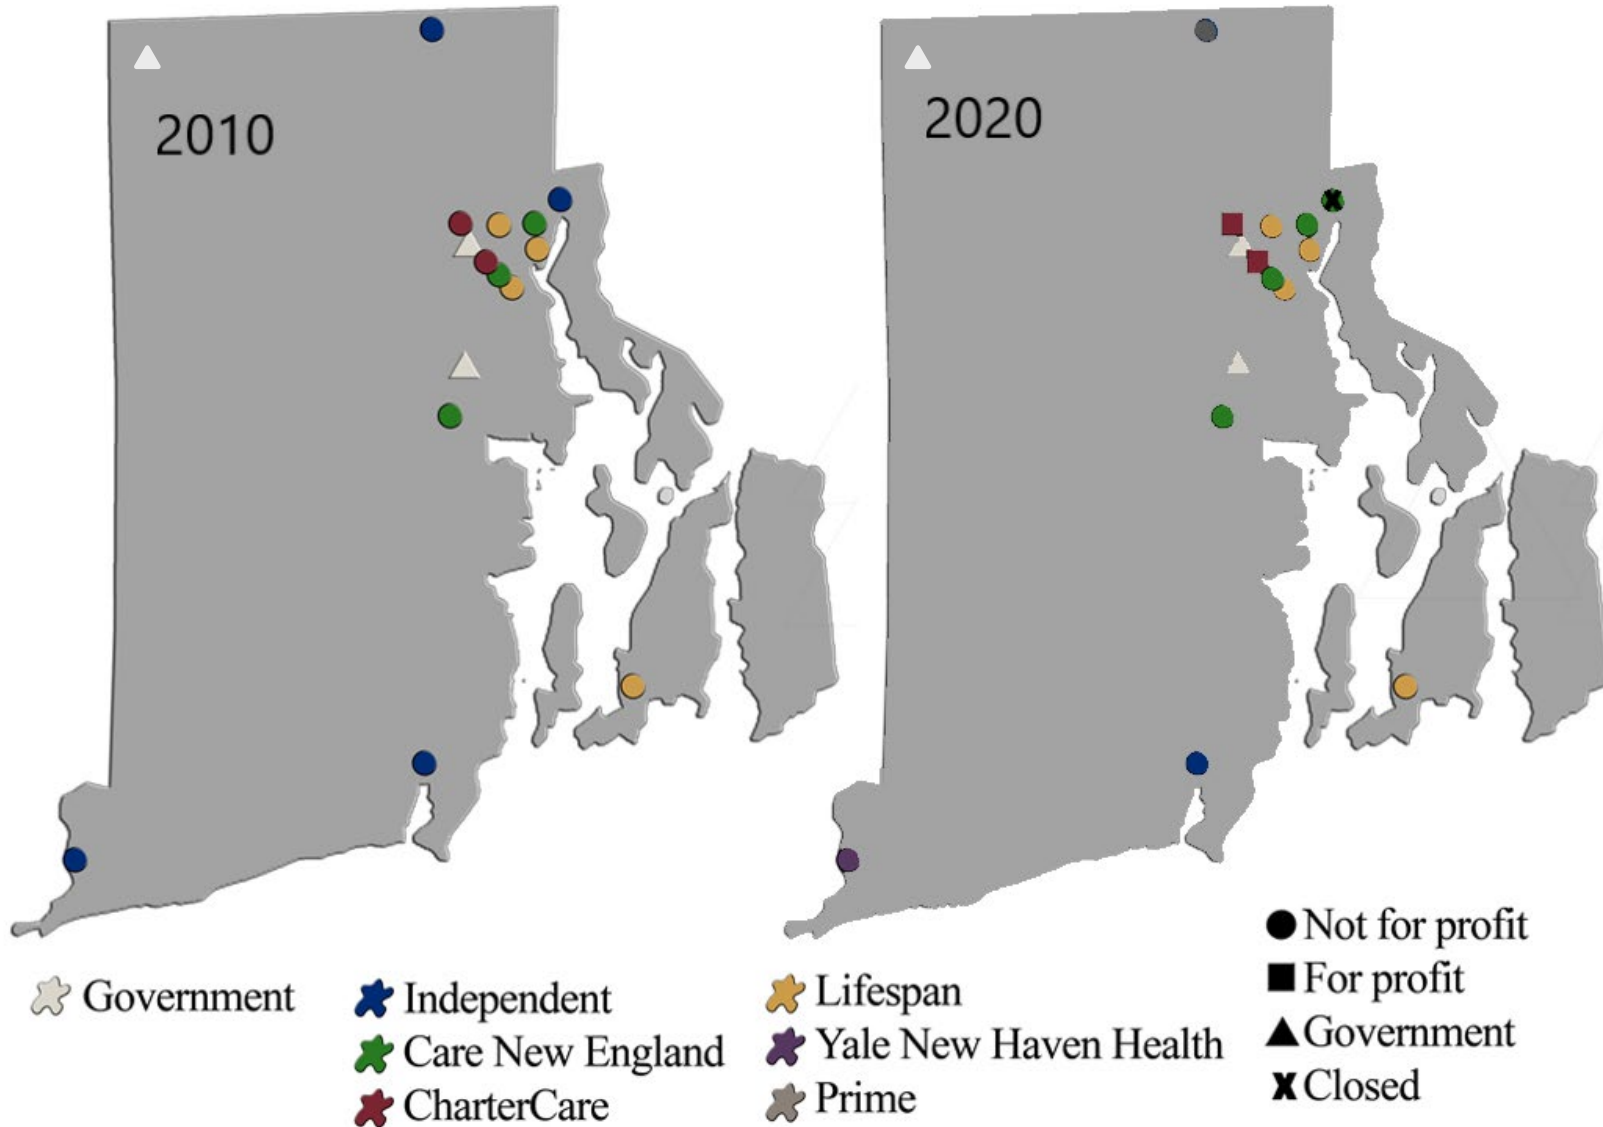 2010
2020
Government
Independent
Care New England
CharterCare
Lifespan
Yale New Haven Health
Prime
Not for profit
For profit
Government
Closed